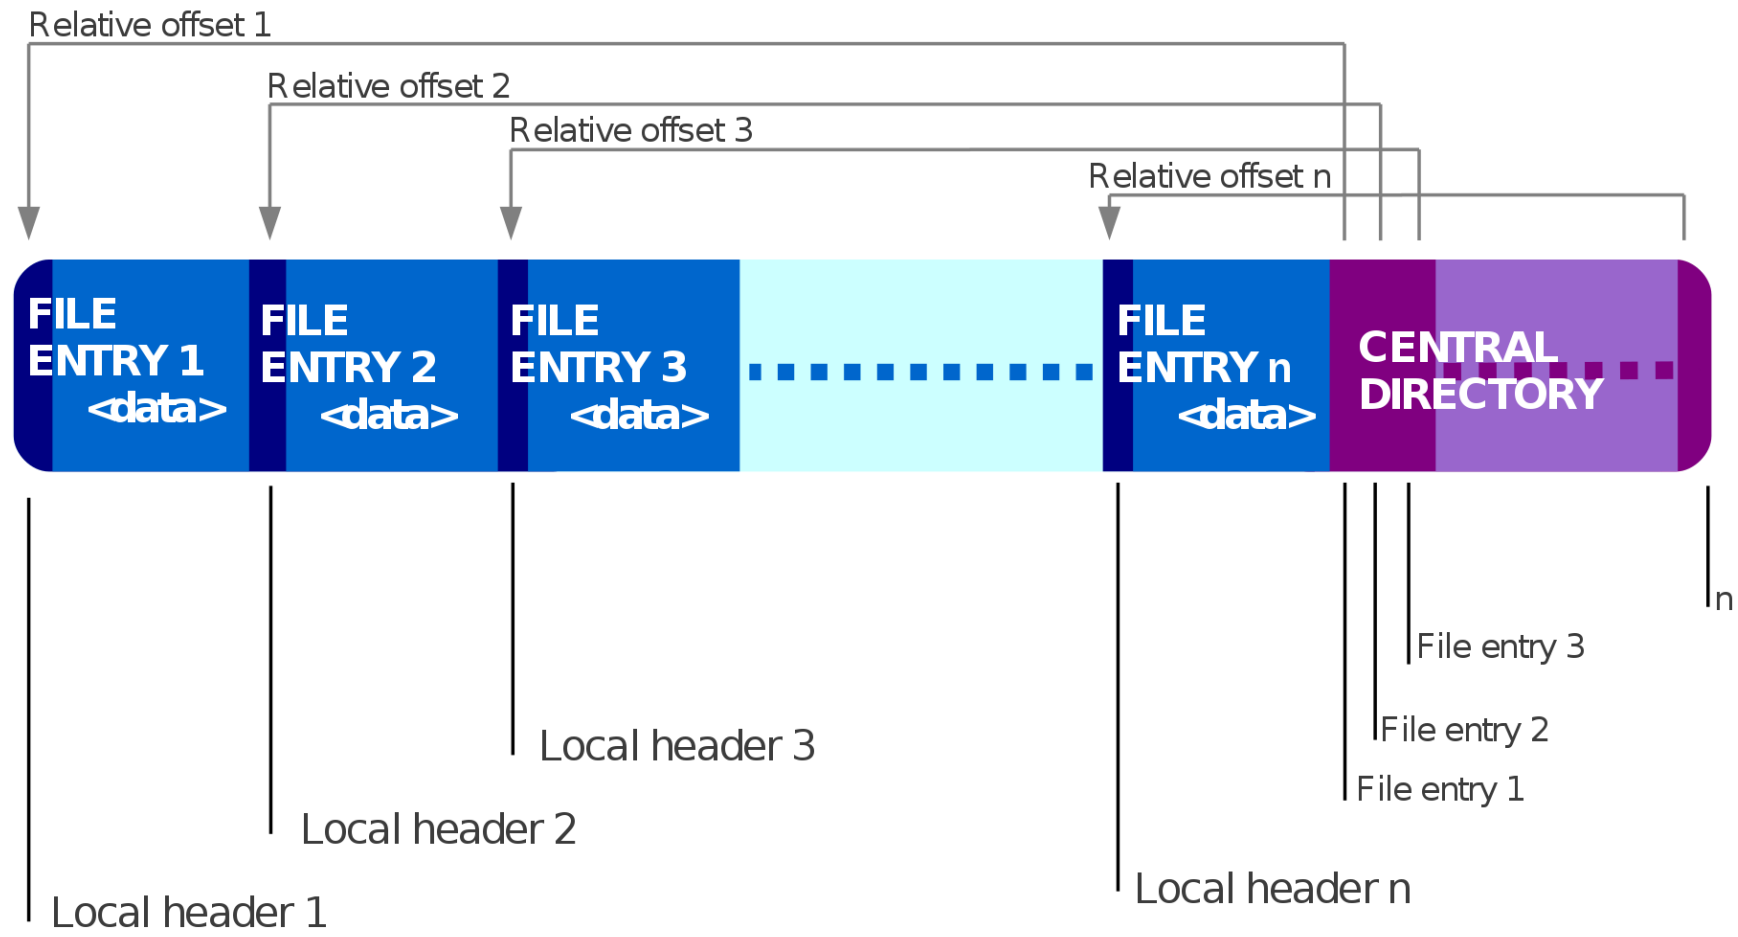 Relative offset 1
Relative offset 2
Relative offset 3
Relative offset n
FILE
ENTRY 1
<data>
FILE
ENTRY 2
<data>
FILE
ENTRY 3
<data>
FILE
ENTRY n
<data>
CENTRAL
DIRECTORY
n
File entry 3
File entry 2
File entry 1
Local header 3
Local header 2
Local header n
Local header 1